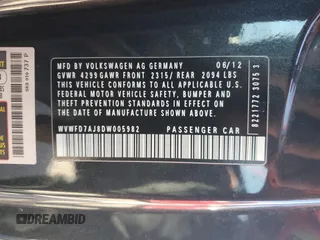 MFD BY VOLKSWAGEN AG GERMANY 06/12
GVWR 4299 GAWR FRONT 2315/ REAR 2094 LBS
THIS VEHICLE CONFORMS TO ALL APPLICABLE U.S.
FEDERAL MOTOR VEHICLE SAFETY, BUMPER, AND
THEFT PREVENTION STANDARDS IN EFFECT ON THE
DATE OF MANUFACTURE SHOWN ABOVE.
WVWFD7AJ8DW005982 PASSENGER CAR
DREAMBID